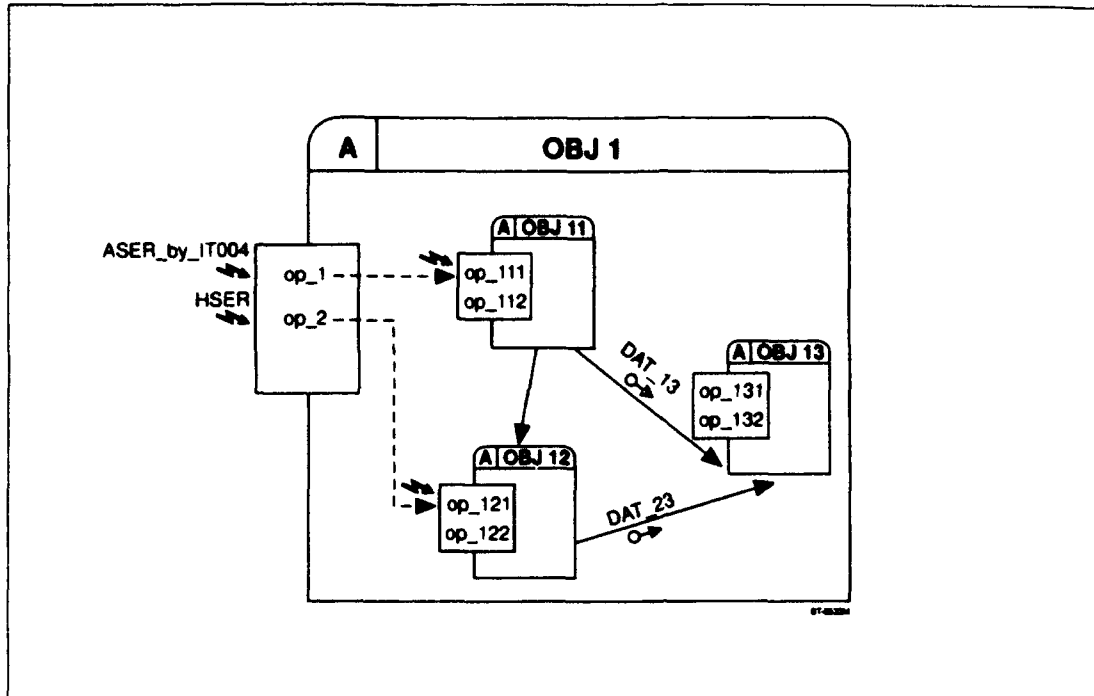 A OBJ 1
ASER_by_IT004
HSER
op_1
op_2
A OBJ 11
op_111
op_112
DAT_13
A OBJ 13
op_131
op_132
A OBJ 12
op_121
op_122
DAT_23